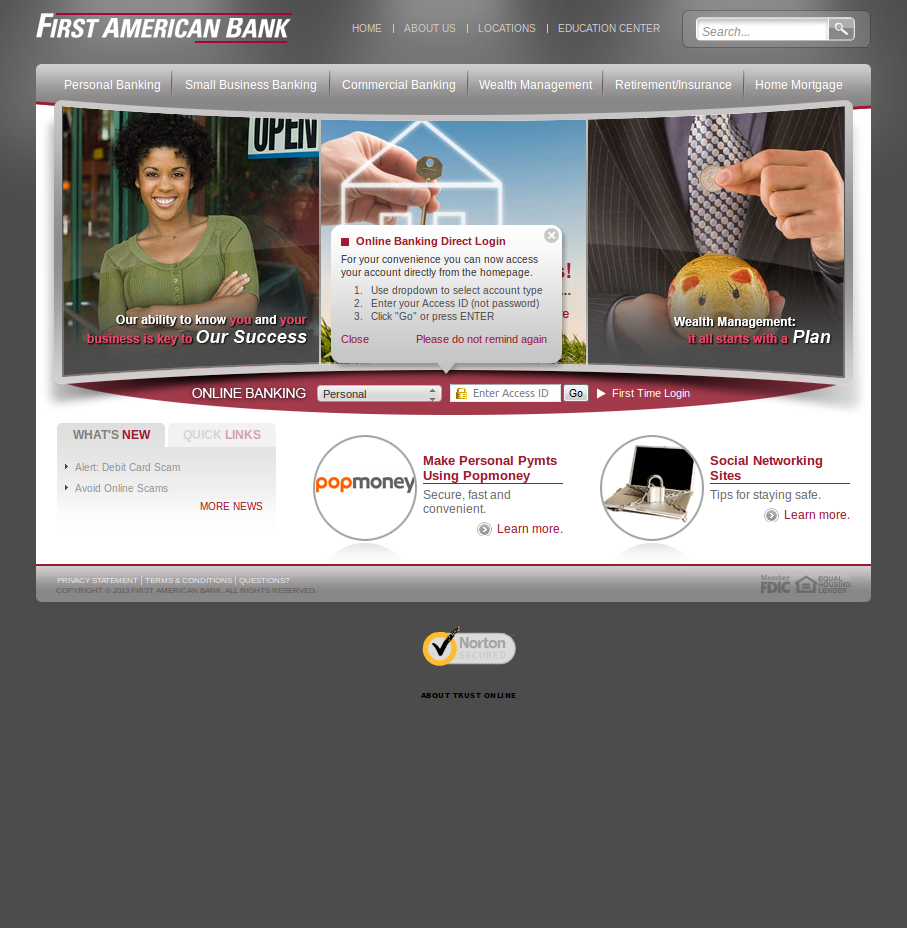 FIRST AMERICAN BANK
HOME
ABOUT US
LOCATIONS
EDUCATION CENTER
Search...
Personal Banking
Small Business Banking
Commercial Banking
Wealth Management
Retirement/Insurance
Home Mortgage
OPEN
Our ability to know you and your
business is key to Our Success
Online Banking Direct Login
For your convenience you can now access
your account directly from the homepage.
1. Use dropdown to select account type
2. Enter your Access ID (not password)
3. Click "Go" or press ENTER
Close
Please do not remind again
Wealth Management:
it all starts with a Plan
ONLINE BANKING
Personal
Enter Access ID
Go
First Time Login
WHAT'S NEW
QUICK LINKS
Alert: Debit Card Scam
Avoid Online Scams
MORE NEWS
popmoney
Make Personal Pymts
Using Popmoney
Secure, fast and
convenient.
Learn more.
Social Networking
Sites
Tips for staying safe.
Learn more.
PRIVACY STATEMENT | TERMS & CONDITIONS | QUESTIONS?
COPYRIGHT © 2013 FIRST AMERICAN BANK. ALL RIGHTS RESERVED.
Member
FDIC
EQUAL
HOUSING
LENDER
Norton
SECURED
ABOUT TRUST ONLINE